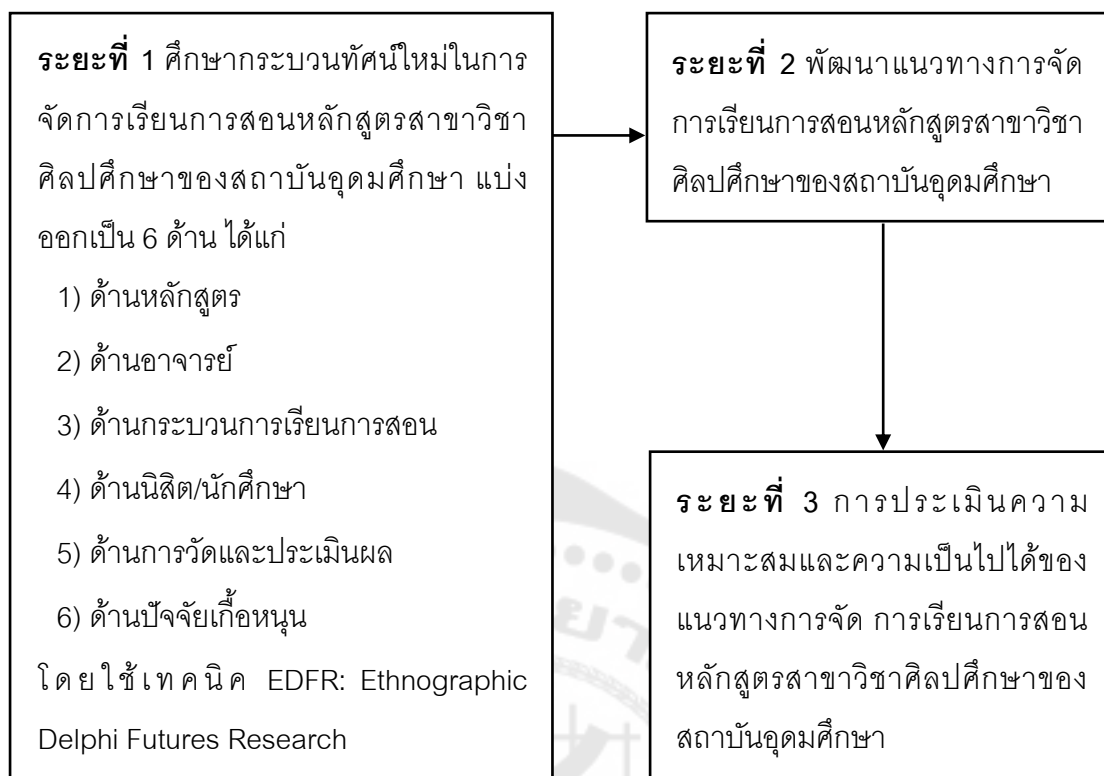 ระยะที่ 1 ศึกษากระบวนทัศน์ใหม่ในการ
จัดการเรียนการสอนหลักสูตรสาขาวิชา
ศิลปศึกษาของสถาบันอุดมศึกษา แบ่ง
ออกเป็น 6 ด้าน ได้แก่
1) ด้านหลักสูตร
2) ด้านอาจารย์
3) ด้านกระบวนการเรียนการสอน
4) ด้านนิสิต/นักศึกษา
5) ด้านการวัดและประเมินผล
6) ด้านปัจจัยเกื้อหนุน
โดยใช้เทคนิค EDFR: Ethnographic
Delphi Futures Research
ระยะที่ 2 พัฒนาแนวทางการจัด
การเรียนการสอนหลักสูตรสาขาวิชา
ศิลปศึกษาของสถาบันอุดมศึกษา
ระยะที่ 3 การประเมินความ
เหมาะสมและความเป็นไปได้ของ
แนวทางการจัด การเรียนการสอน
หลักสูตรสาขาวิชาศิลปศึกษาของ
สถาบันอุดมศึกษา